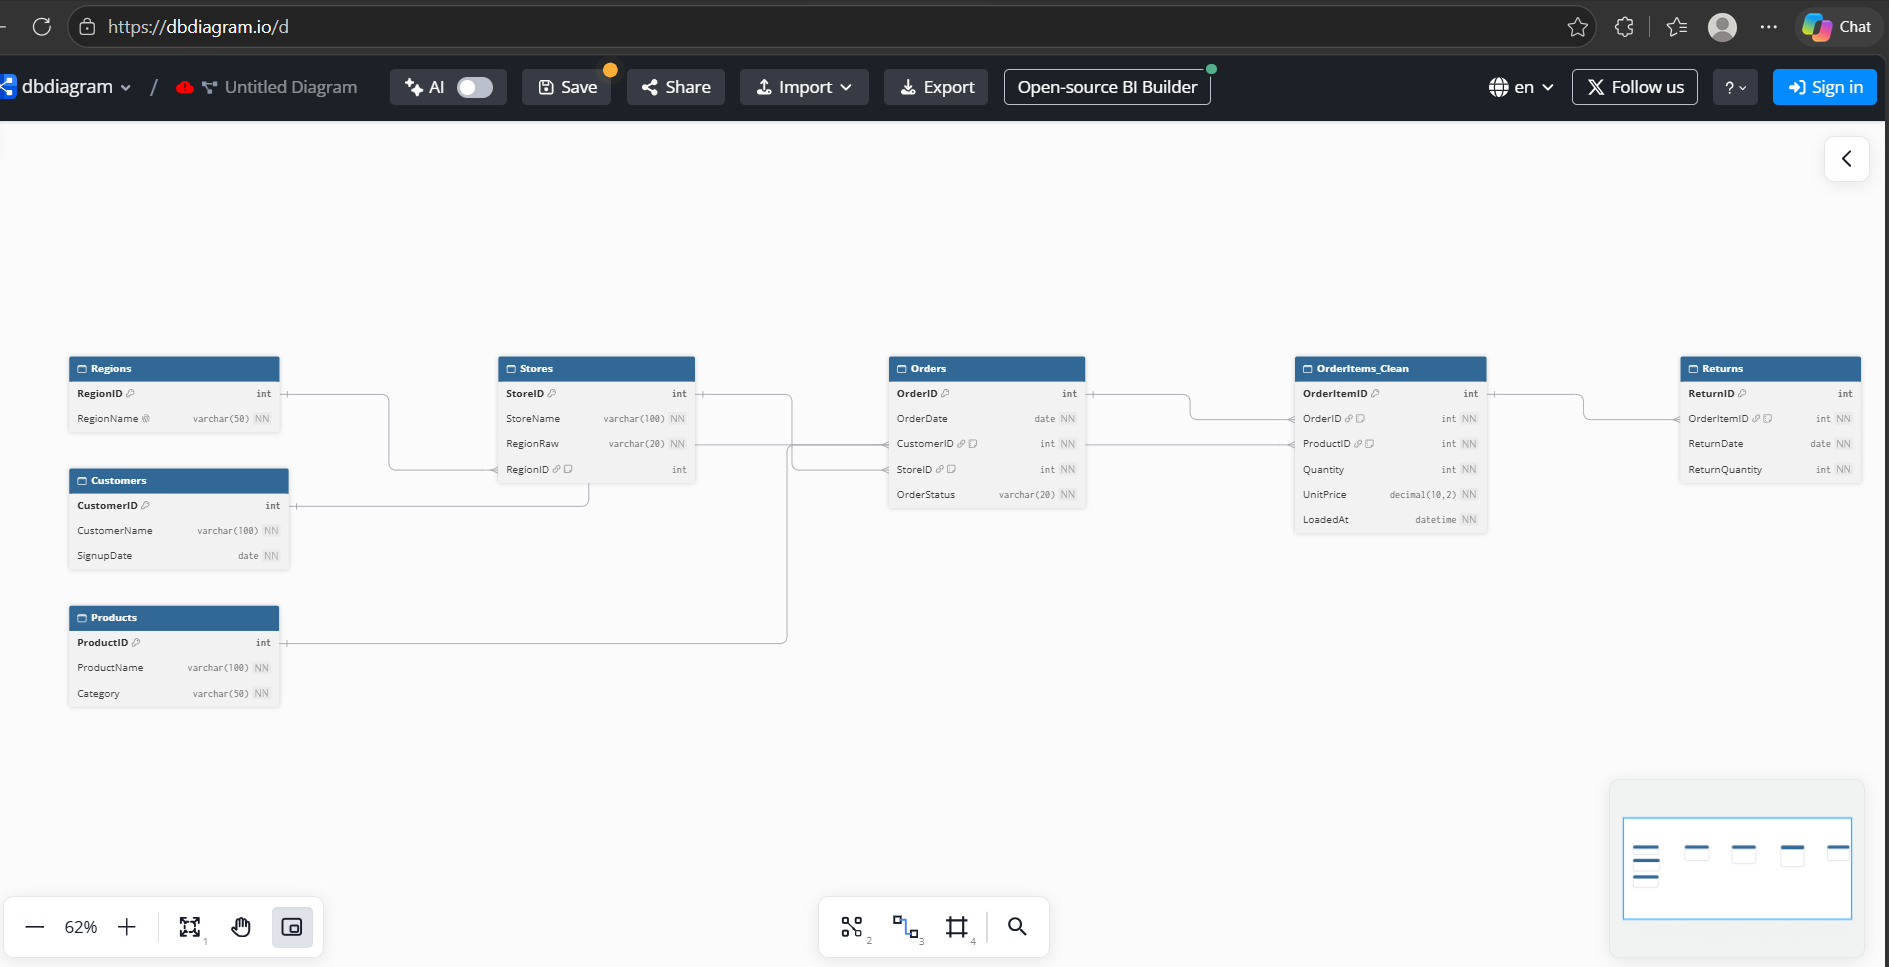 https://dbdiagram.io/d
Chat
dbdiagram / Untitled Diagram
AI
Save
Share
Import
Export
Open-source BI Builder
en
Follow us
?
Sign in
Regions
RegionID int
RegionName varchar(50) NN
Customers
CustomerID int
CustomerName varchar(100) NN
SignupDate date NN
Products
ProductID int
ProductName varchar(100) NN
Category varchar(50) NN
Stores
StoreID int
StoreName varchar(100) NN
RegionRaw varchar(20) NN
RegionID int
Orders
OrderID int
OrderDate date NN
CustomerID int NN
StoreID int NN
OrderStatus varchar(20) NN
OrderItems_Clean
OrderItemID int
OrderID int NN
ProductID int NN
Quantity int NN
UnitPrice decimal(10,2) NN
LoadedAt datetime NN
Returns
ReturnID int
OrderItemID int NN
ReturnDate date NN
ReturnQuantity int NN
62%
1
2
3
4